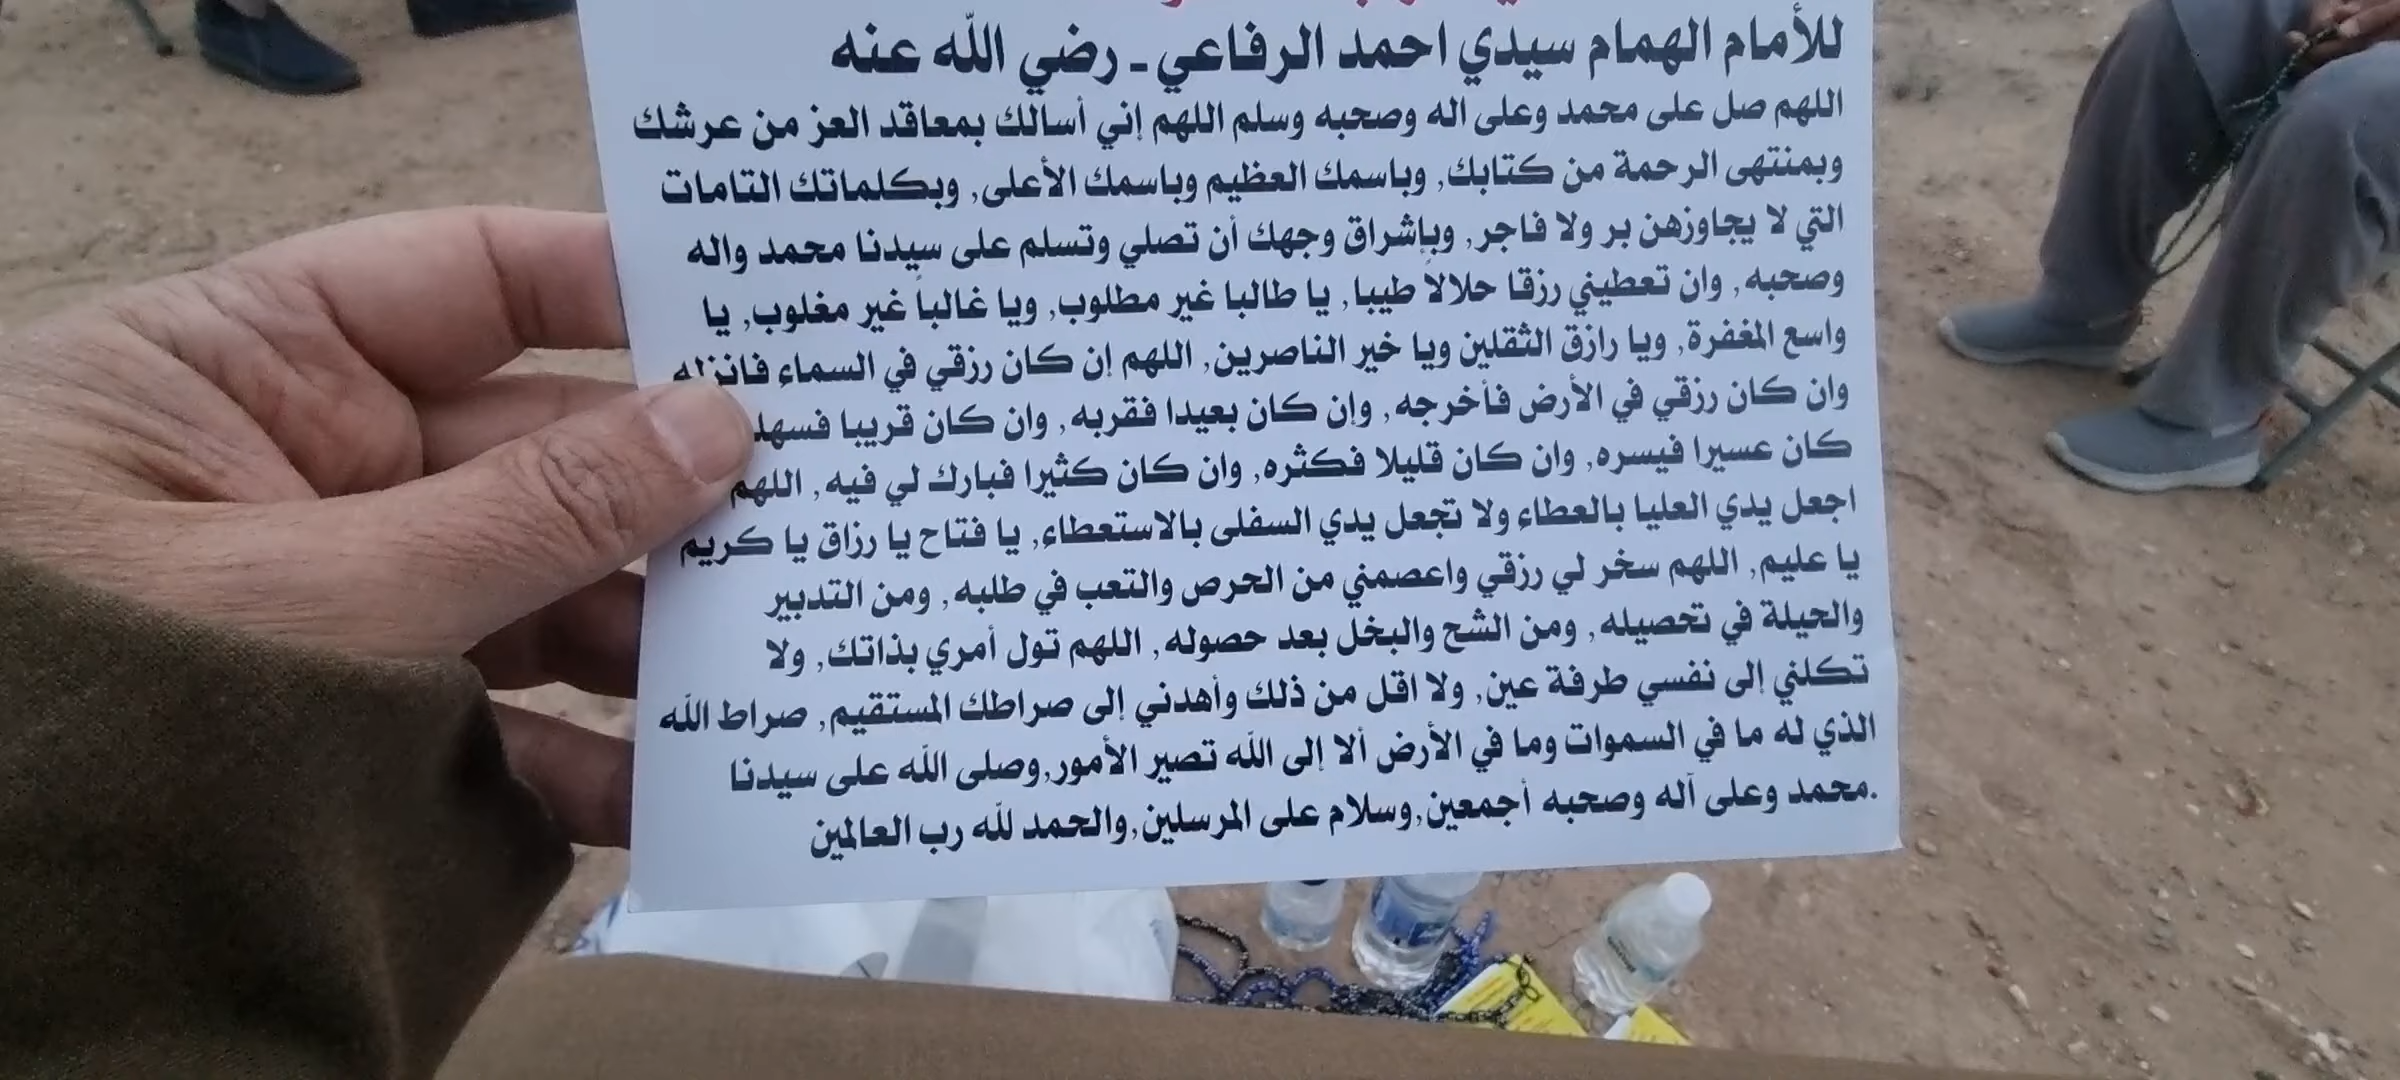 للأمام الهمام سيدي احمد الرفاعي - رضي الله عنه
اللهم صل على محمد وعلى اله وصحبه وسلم اللهم إني أسالك بمعاقد العز من عرشك
وبمنتهى الرحمة من كتابك, وباسمك العظيم وباسمك الأعلى, وبكلماتك التامات
التي لا يجاوزهن بر ولا فاجر, وبإشراق وجهك أن تصلي وتسلم على سيدنا محمد واله
وصحبه, وان تعطيني رزقا حلالاً طيبا, يا طالبا غير مطلوب, ويا غالباً غير مغلوب, يا
واسع المغفرة, ويا رازق الثقلين ويا خير الناصرين, اللهم إن كان رزقي في السماء فانزله
وان كان رزقي في الأرض فأخرجه, وإن كان بعيدا فقربه, وان كان قريبا
كان عسيرا فيسره, وان كان قليلا فكثره, وان كان كثيرا فبارك لي فيه, اللهم
اجعل يدي العليا بالعطاء ولا تجعل يدي السفلى بالاستعطاء, يا فتاح يا رزاق يا كريم
يا عليم, اللهم سخر لي رزقي واعصمني من الحرص والتعب في طلبه, ومن التدبير
والحيلة في تحصيله, ومن الشح والبخل بعد حصوله, اللهم تول أمري بذاتك, ولا
تكلني إلى نفسي طرفة عين, ولا اقل من ذلك وأهدني إلى صراطك المستقيم, صراط الله
الذي له ما في السموات وما في الأرض ألا إلى الله تصير الأمور,وصلى الله على سيدنا
.محمد وعلى آله وصحبه أجمعين,وسلام على المرسلين,والحمد لله رب العالمين